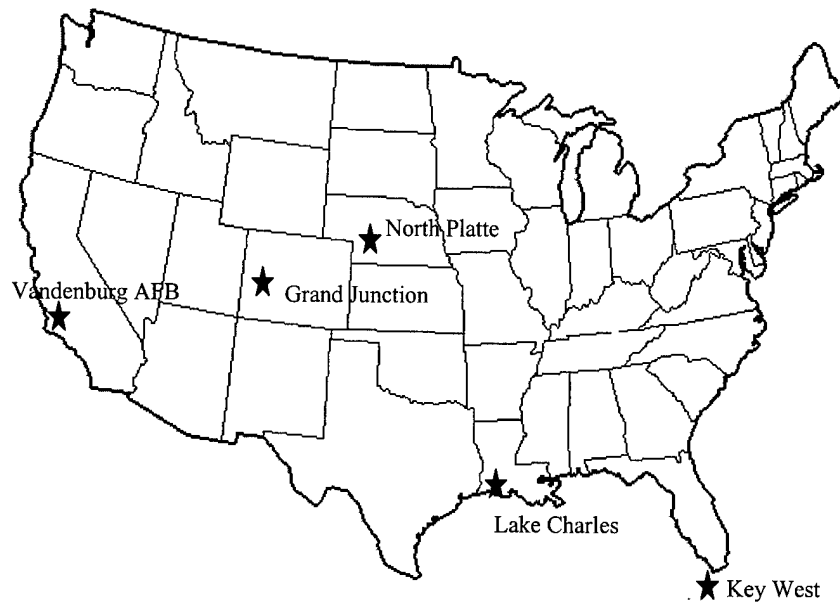 North Platte
Vandenburg AFB
Grand Junction
Lake Charles
Key West